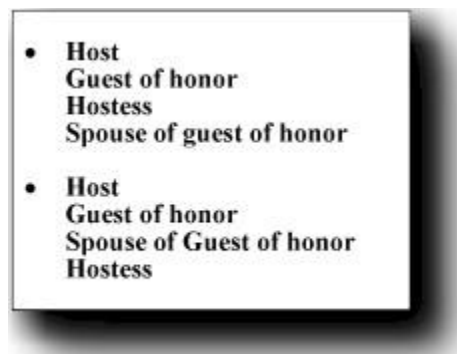 • Host
Guest of honor
Hostess
Spouse of guest of honor
• Host
Guest of honor
Spouse of Guest of honor
Hostess